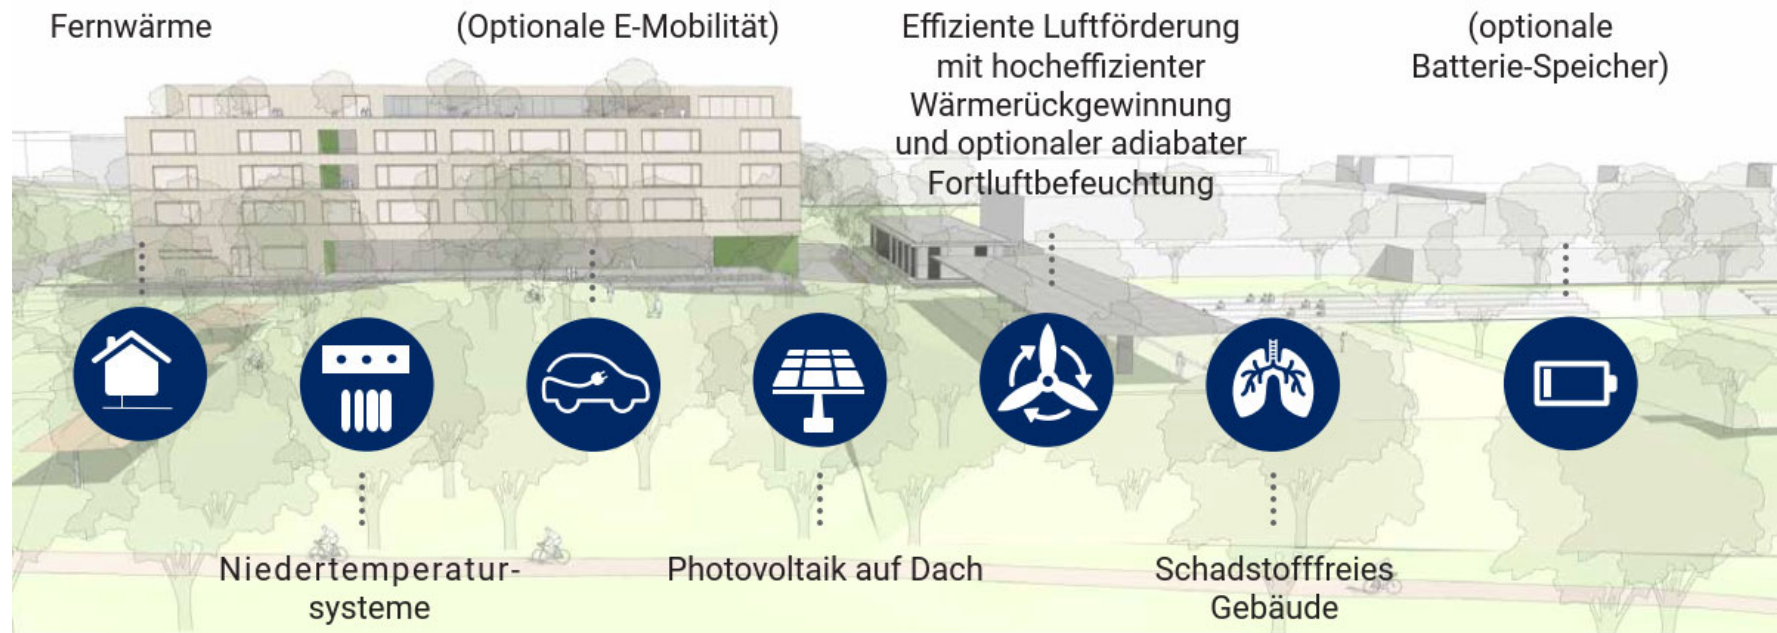 Fernwärme
(Optionale E-Mobilität)
Effiziente Luftförderung
mit hocheffizienter
Wärmerückgewinnung
und optionaler adiabater
Fortluftbefeuchtung
(optionale
Batterie-Speicher)
Niedertemperatur-
systeme
Photovoltaik auf Dach
Schadstofffreies
Gebäude